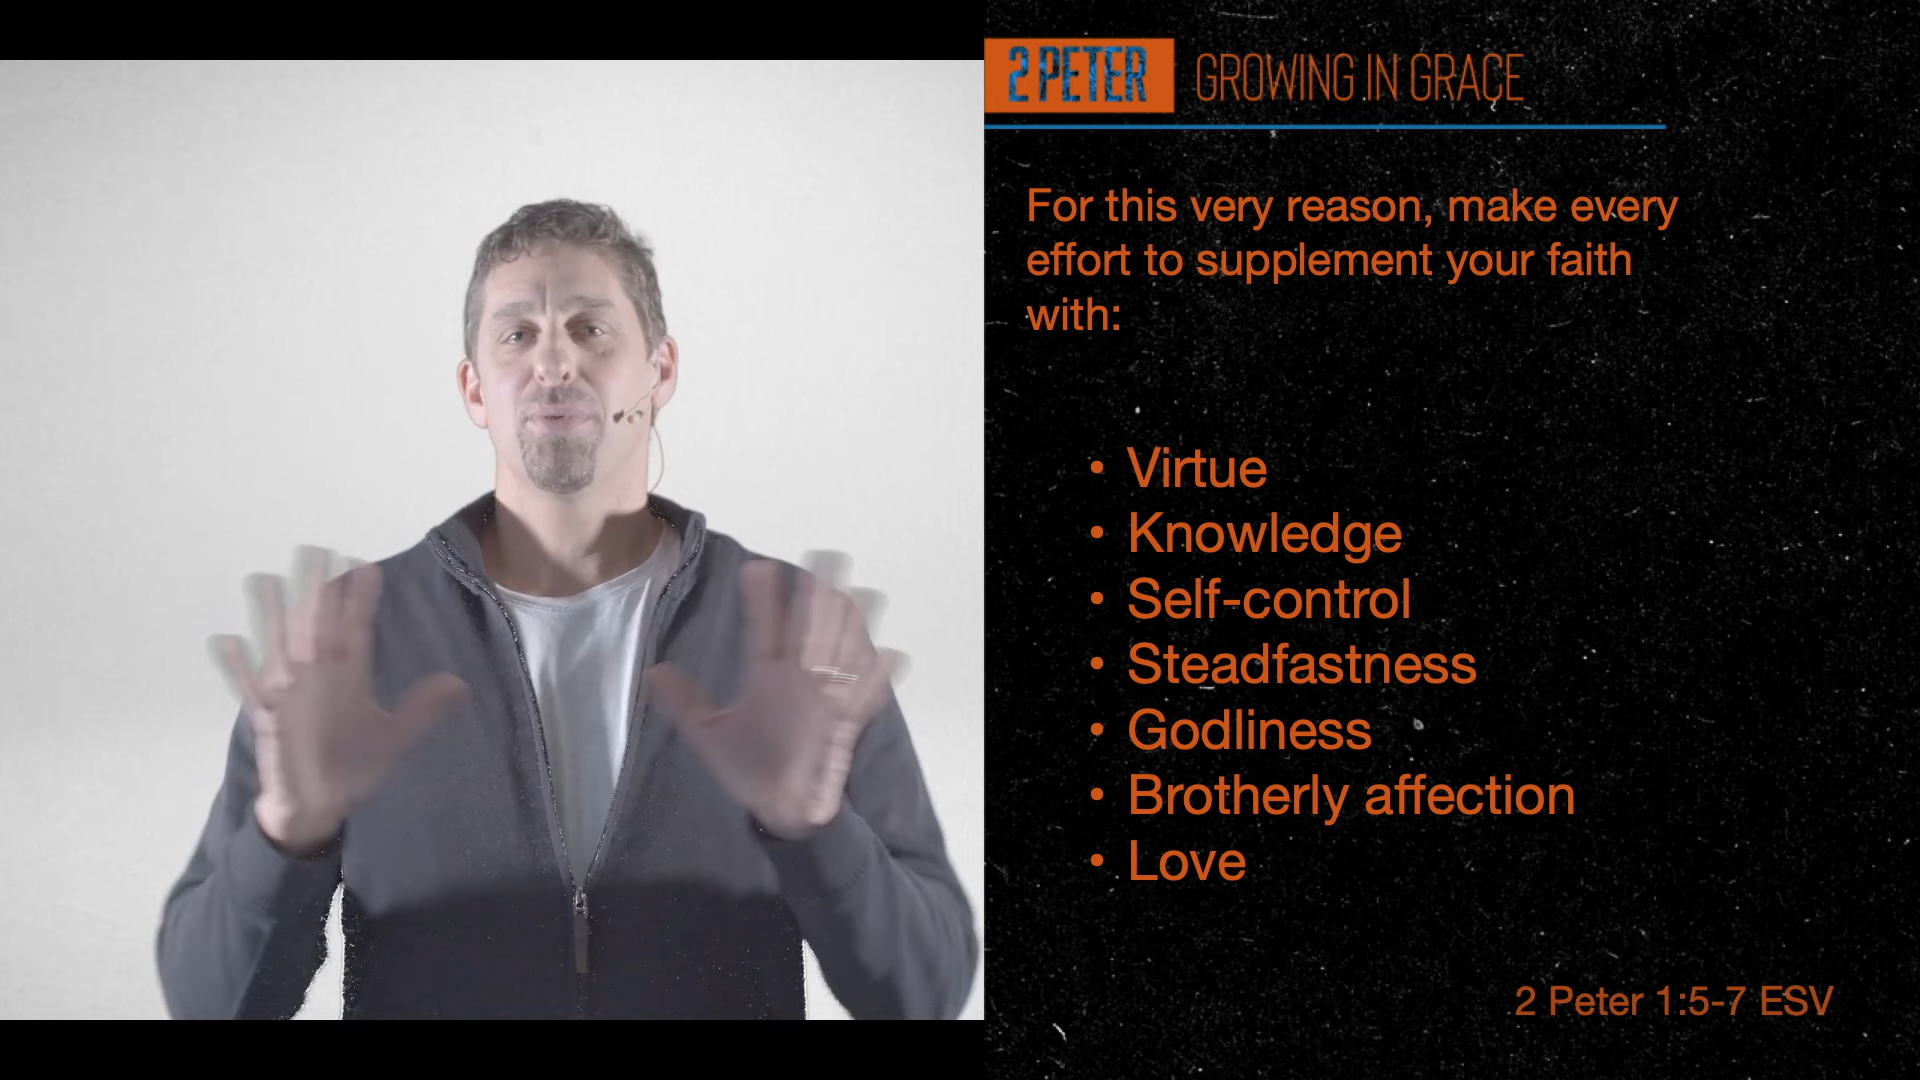 2 PETER GROWING IN GRACE
For this very reason, make every
effort to supplement your faith
with:
• Virtue
• Knowledge
• Self-control
• Steadfastness
• Godliness
• Brotherly affection
• Love
2 Peter 1:5-7 ESV